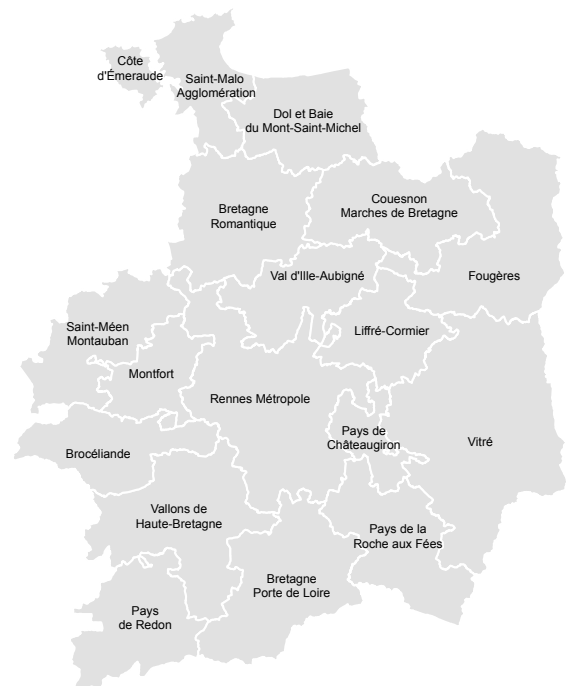 Côte
d'Émeraude
Saint-Malo
Agglomération
Dol et Baie
du Mont-Saint-Michel
Bretagne
Romantique
Couesnon
Marches de Bretagne
Val d'Ille-Aubigné
Fougères
Saint-Méen
Montauban
Liffré-Cormier
Montfort
Rennes Métropole
Pays de
Châteaugiron
Vitré
Brocéliande
Vallons de
Haute-Bretagne
Pays de la
Roche aux Fées
Bretagne
Porte de Loire
Pays
de Redon